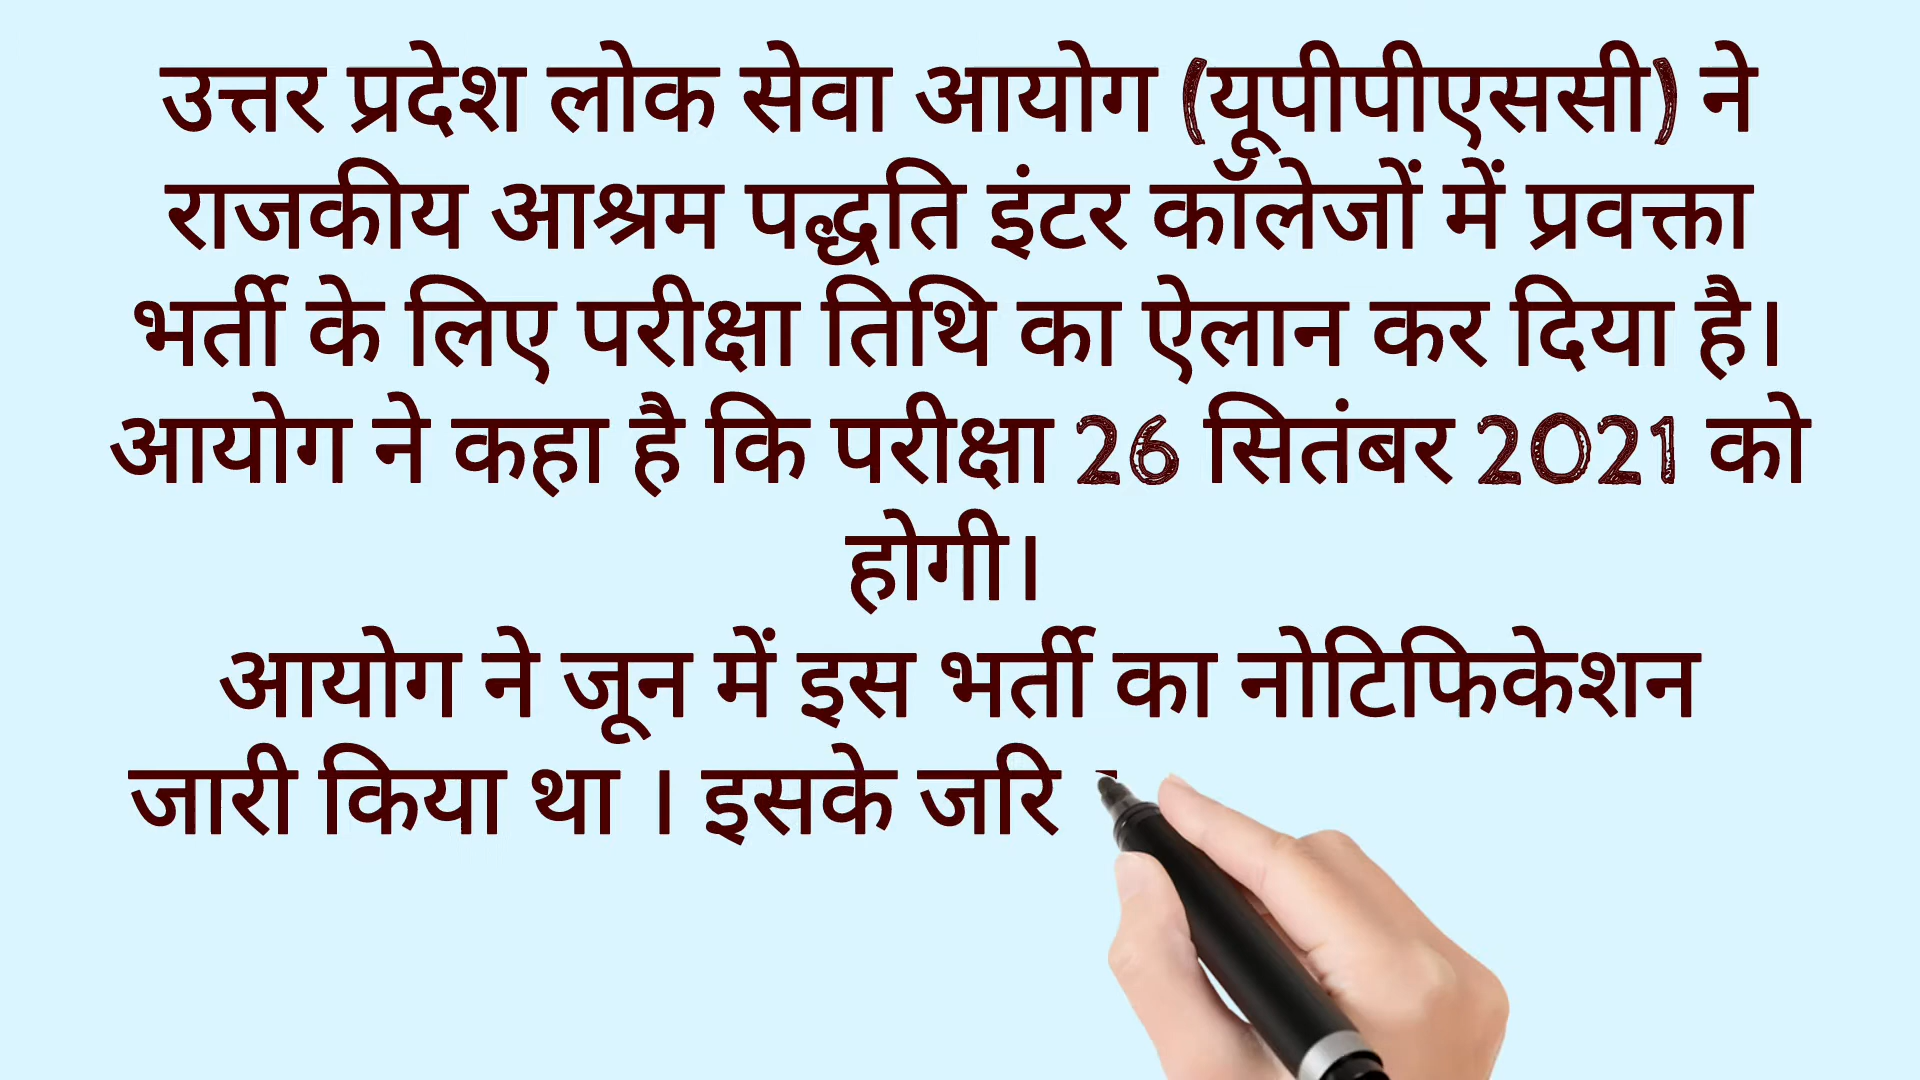 उत्तर प्रदेश लोक सेवा आयोग (यूपीपीएससी) ने
राजकीय आश्रम पद्धति इंटर कॉलेजों में प्रवक्ता
भर्ती के लिए परीक्षा तिथि का ऐलान कर दिया है।
आयोग ने कहा है कि परीक्षा 26 सितंबर 2021 को
होगी।
आयोग ने जून में इस भर्ती का नोटिफिकेशन
जारी किया था । इसके जरि